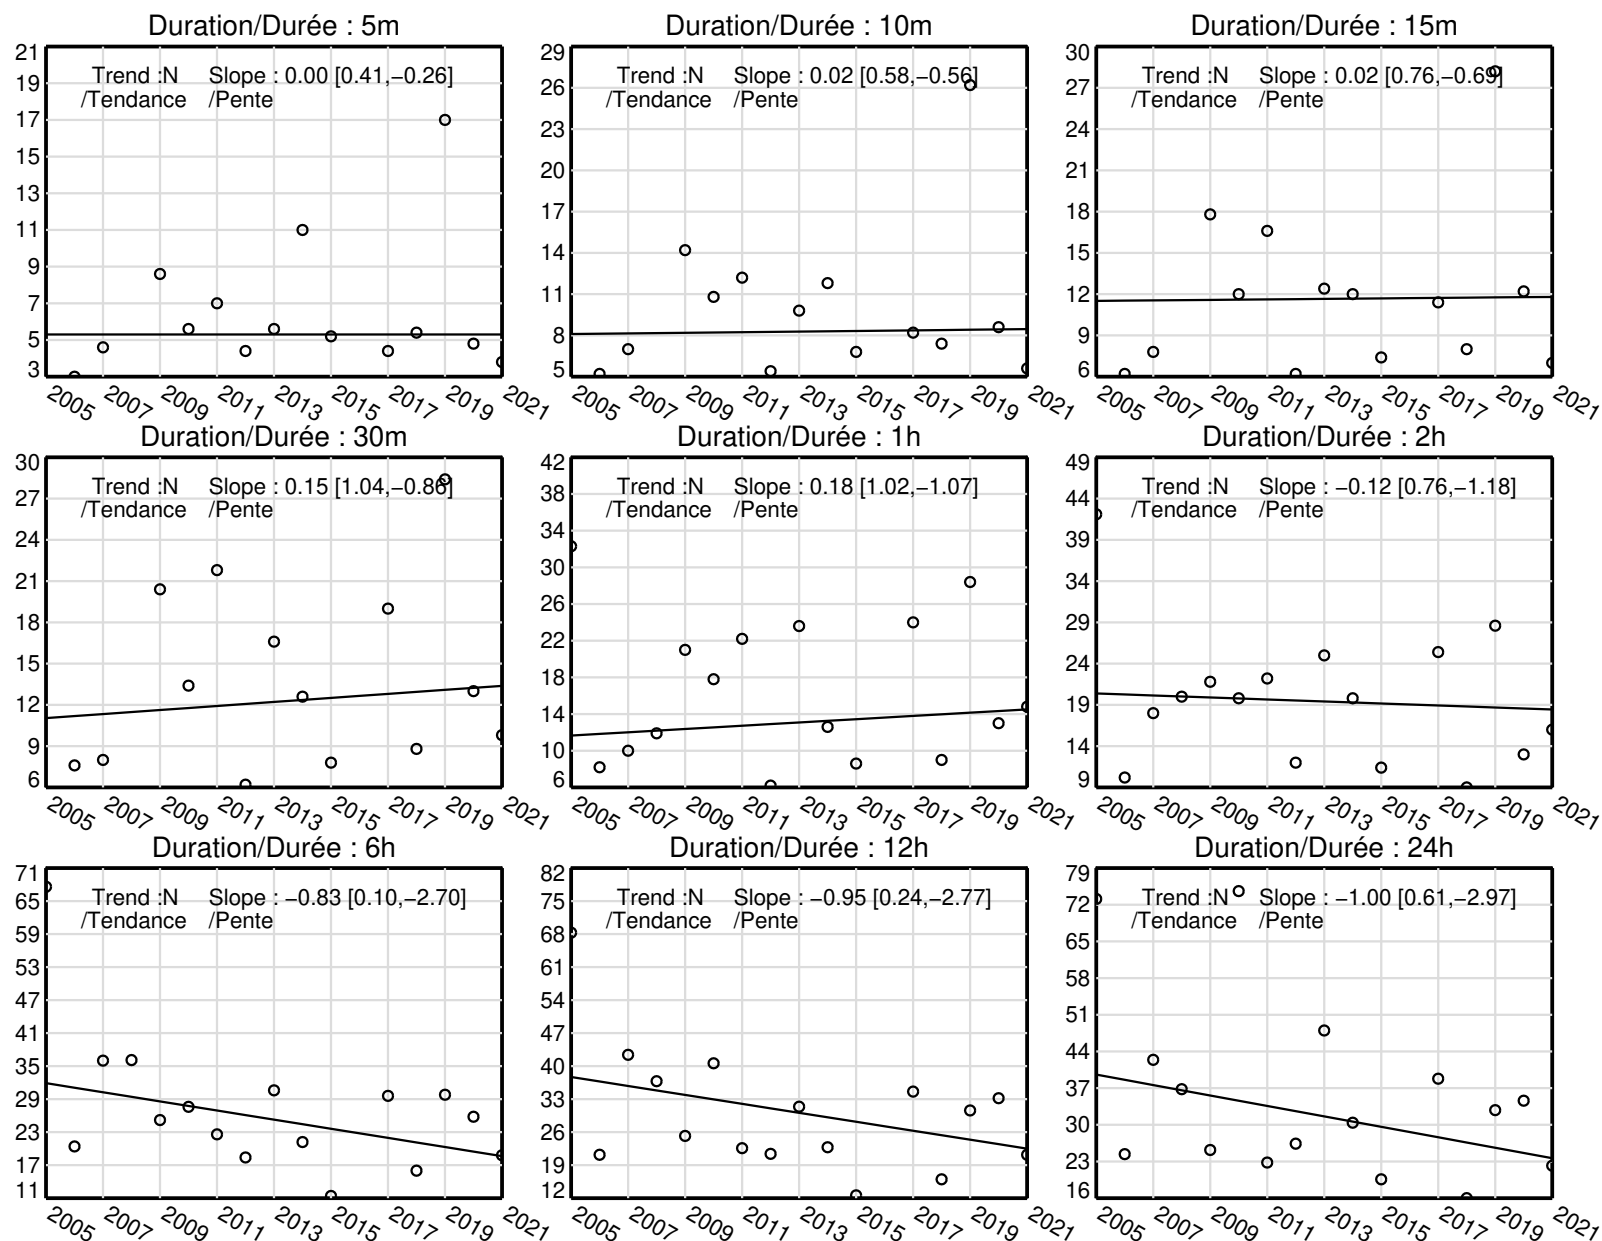 Duration/Durée : 5m
21
19
17
15
13
11
9
7
5
3
Trend :N Slope : 0.00 [0.41,−0.26]
/Tendance /Pente
2005 2007 2009 2011 2013 2015 2017 2019 2021
Duration/Durée : 10m
29
26
23
20
17
14
11
8
5
Trend :N Slope : 0.02 [0.58,−0.56]
/Tendance /Pente
2005 2007 2009 2011 2013 2015 2017 2019 2021
Duration/Durée : 15m
30
27
24
21
18
15
12
9
6
Trend :N Slope : 0.02 [0.76,−0.69]
/Tendance /Pente
2005 2007 2009 2011 2013 2015 2017 2019 2021
Duration/Durée : 30m
30
27
24
21
18
15
12
9
6
Trend :N Slope : 0.15 [1.04,−0.86]
/Tendance /Pente
2005 2007 2009 2011 2013 2015 2017 2019 2021
Duration/Durée : 1h
42
38
34
30
26
22
18
14
10
6
Trend :N Slope : 0.18 [1.02,−1.07]
/Tendance /Pente
2005 2007 2009 2011 2013 2015 2017 2019 2021
Duration/Durée : 2h
49
44
39
34
29
24
19
14
9
Trend :N Slope : −0.12 [0.76,−1.18]
/Tendance /Pente
2005 2007 2009 2011 2013 2015 2017 2019 2021
Duration/Durée : 6h
71
65
59
53
47
41
35
29
23
17
11
Trend :N Slope : −0.83 [0.10,−2.70]
/Tendance /Pente
2005 2007 2009 2011 2013 2015 2017 2019 2021
Duration/Durée : 12h
82
75
68
61
54
47
40
33
26
19
12
Trend :N Slope : −0.95 [0.24,−2.77]
/Tendance /Pente
2005 2007 2009 2011 2013 2015 2017 2019 2021
Duration/Durée : 24h
79
72
65
58
51
44
37
30
23
16
Trend :N Slope : −1.00 [0.61,−2.97]
/Tendance /Pente
2005 2007 2009 2011 2013 2015 2017 2019 2021